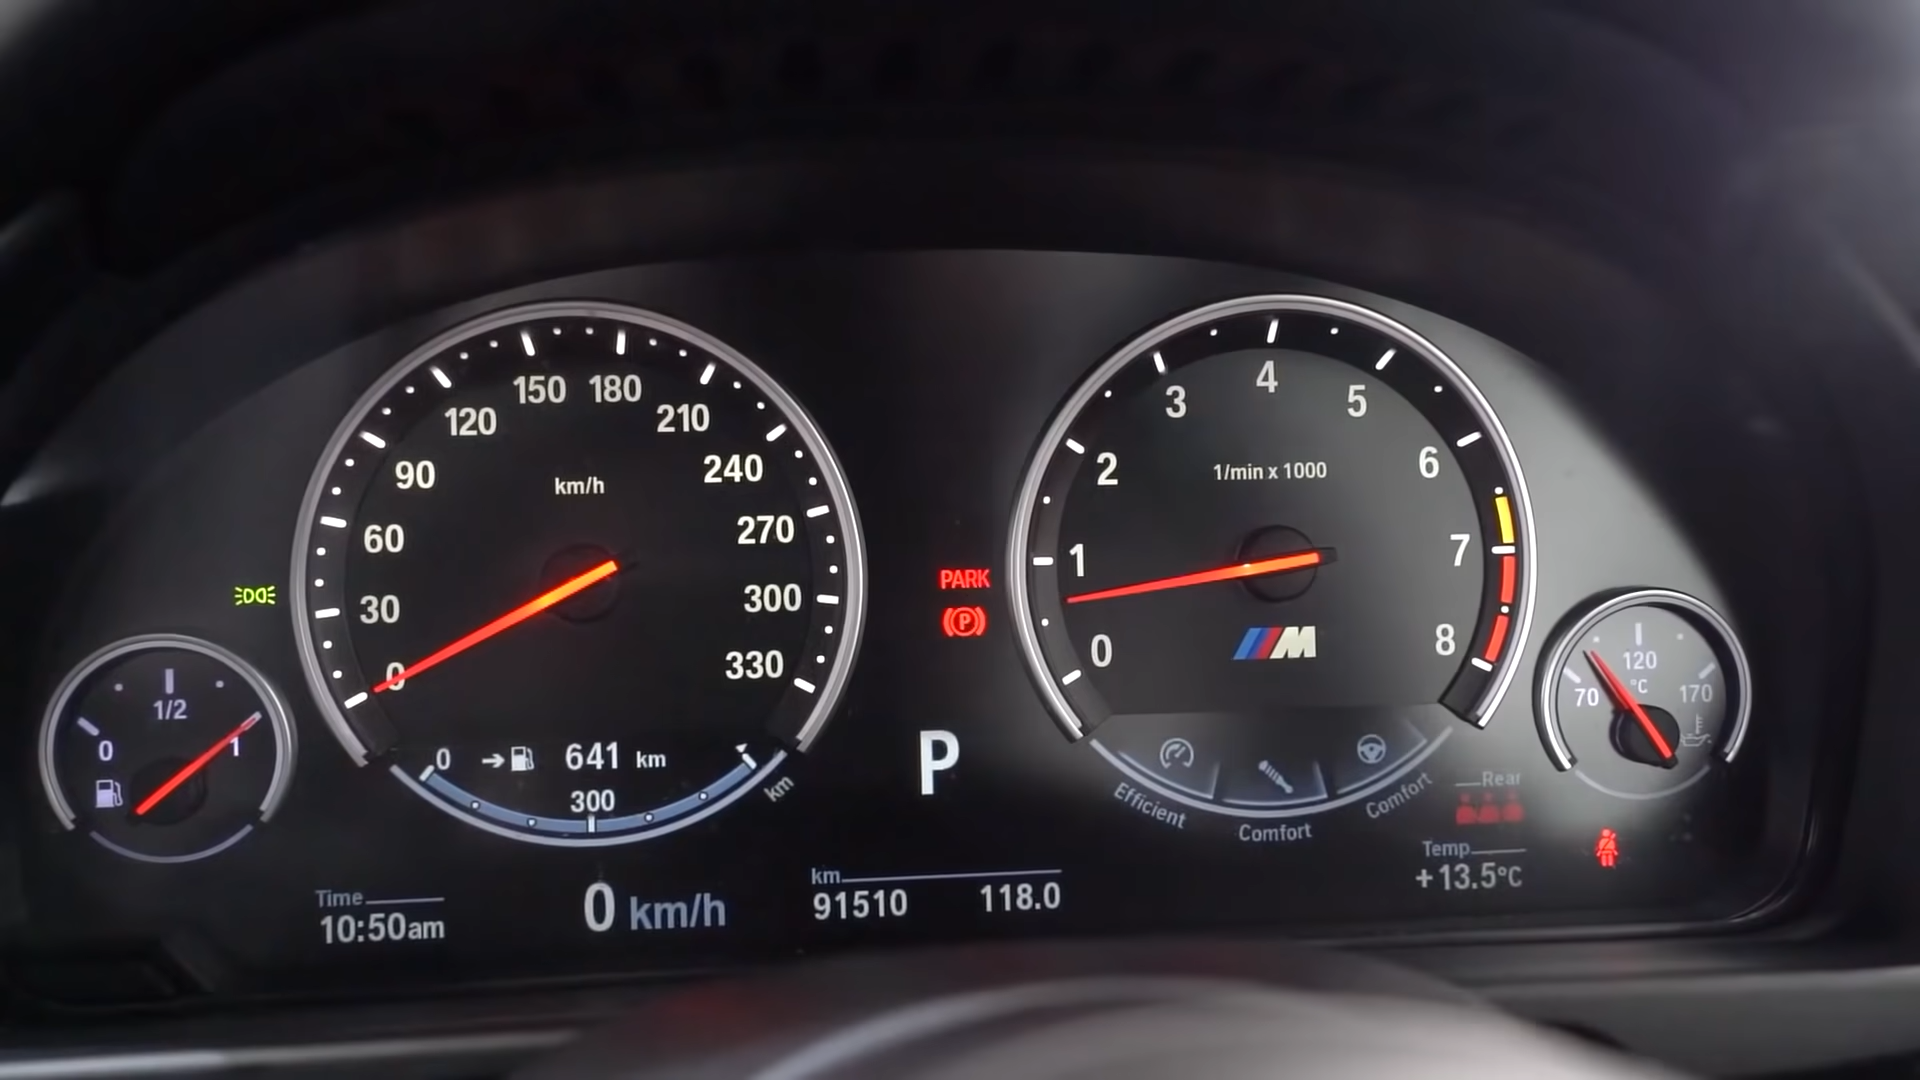 150 180
120 210
90 240
km/h
60 270
30 300
0 330
0 641 km
300 km
1/2
0 1
PARK
P
P
4
3 5
2 6
1/min x 1000
1 7
0 8
M
Efficient
Comfort
Comfort
120
°C
70 170
Rear
Temp
+13.5°C
Time
10:50am
0 km/h
km
91510 118.0